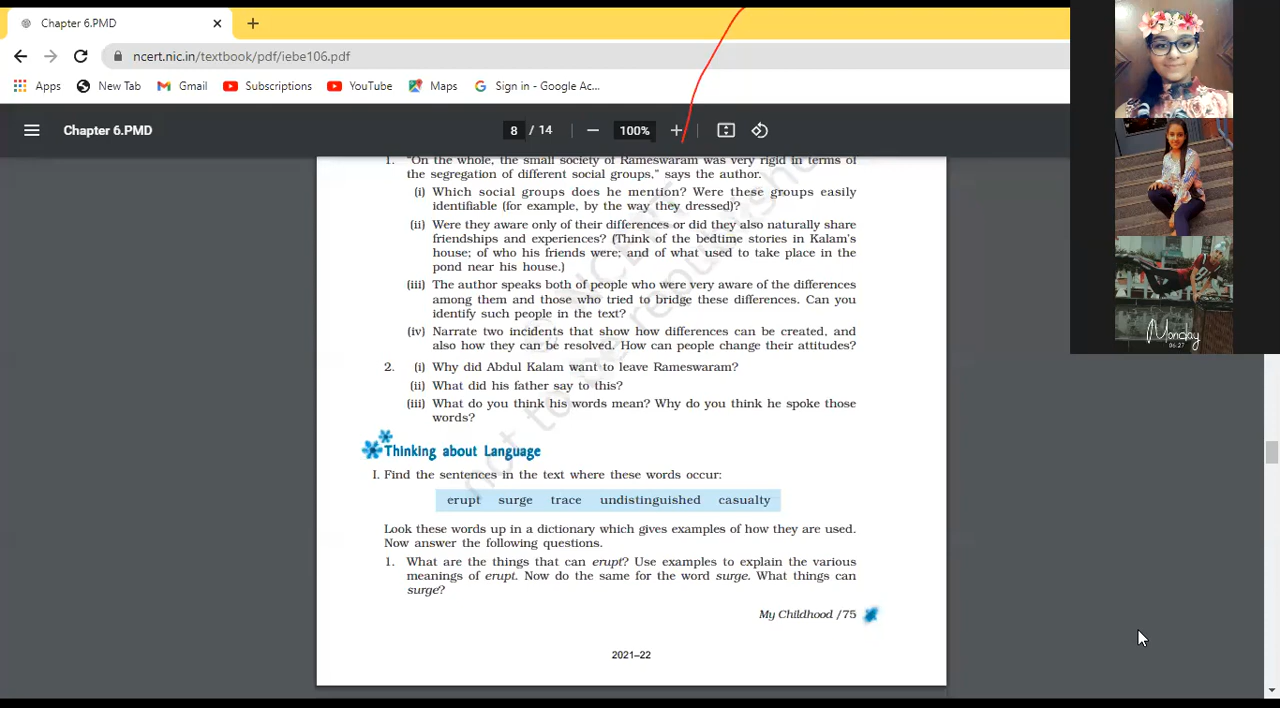 Chapter 6.PMD
ncert.nic.in/textbook/pdf/iebe106.pdf
Apps New Tab Gmail Subscriptions YouTube Maps Sign in - Google Ac...
Chapter 6.PMD 8 / 14 100%
1. "On the whole, the small society of Rameswaram was very rigid in terms of
the segregation of different social groups," says the author.
(i) Which social groups does he mention? Were these groups easily
identifiable (for example, by the way they dressed)?
(ii) Were they aware only of their differences or did they also naturally share
friendships and experiences? (Think of the bedtime stories in Kalam's
house; of who his friends were; and of what used to take place in the
pond near his house.)
(iii) The author speaks both of people who were very aware of the differences
among them and those who tried to bridge these differences. Can you
identify such people in the text?
(iv) Narrate two incidents that show how differences can be created, and
also how they can be resolved. How can people change their attitudes?
2. (i) Why did Abdul Kalam want to leave Rameswaram?
(ii) What did his father say to this?
(iii) What do you think his words mean? Why do you think he spoke those
words?
Thinking about Language
I. Find the sentences in the text where these words occur:
erupt surge trace undistinguished casualty
Look these words up in a dictionary which gives examples of how they are used.
Now answer the following questions.
1. What are the things that can erupt? Use examples to explain the various
meanings of erupt. Now do the same for the word surge. What things can
surge?
My Childhood /75
2021–22
not to be republished
Monday
06:27